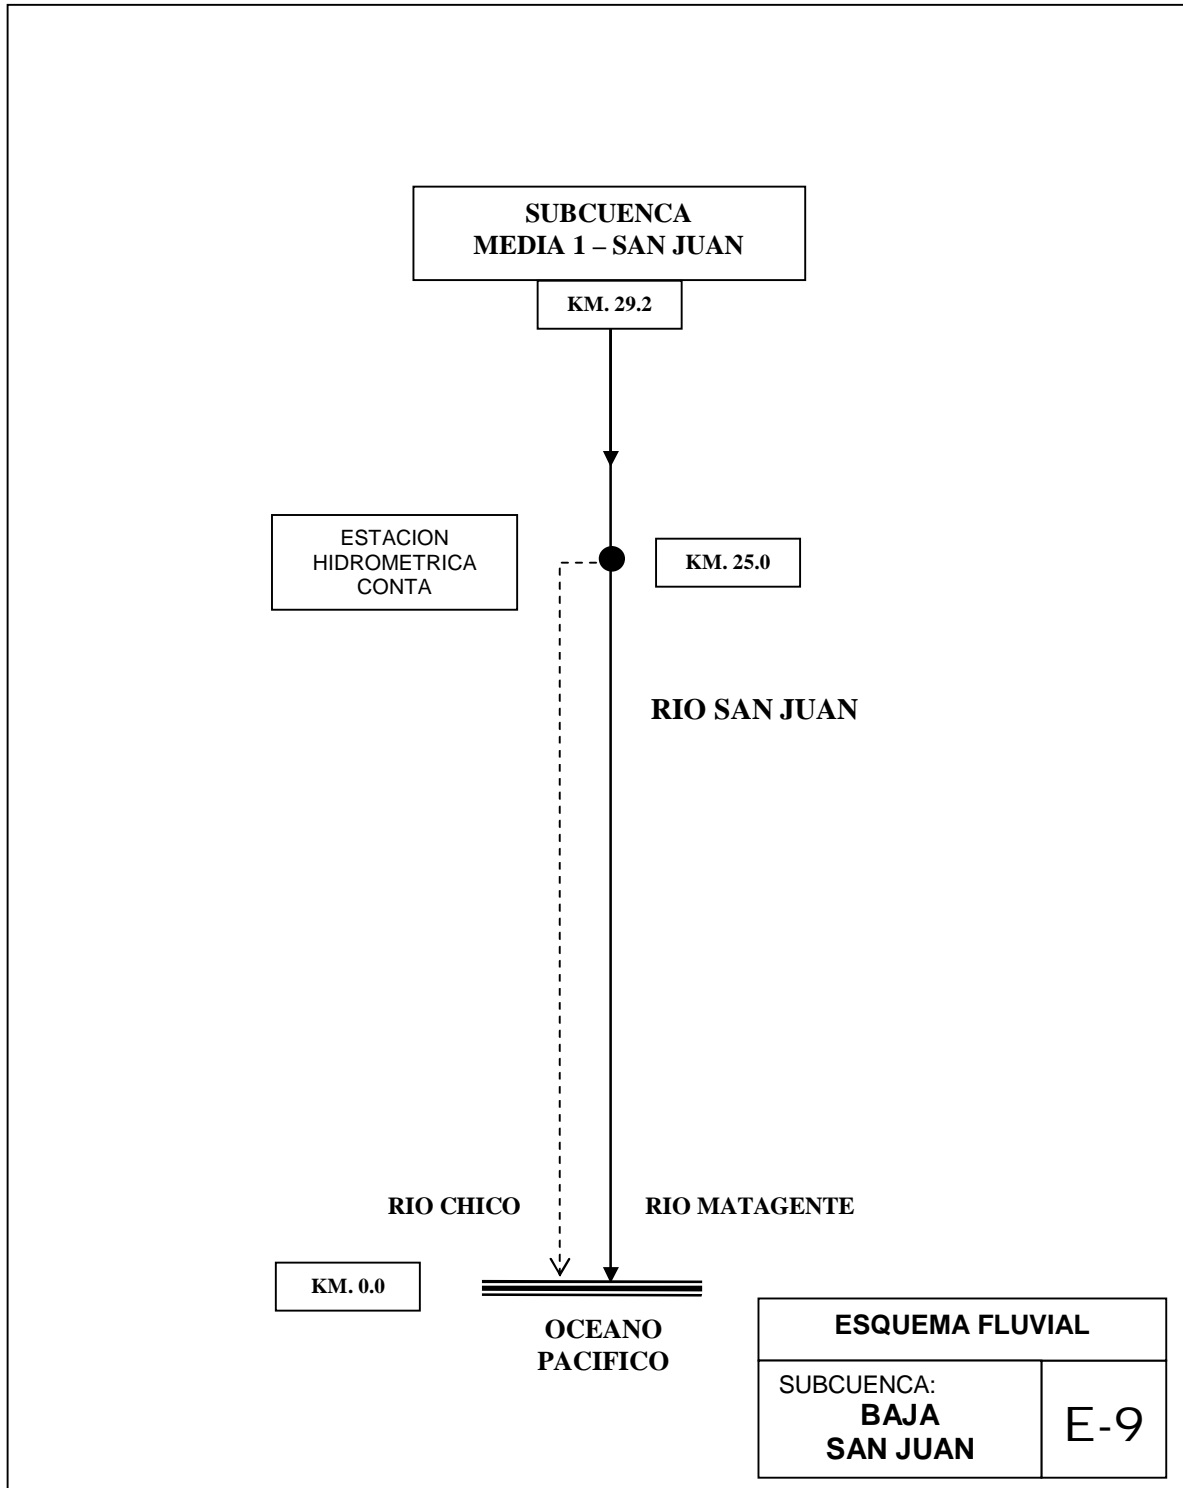 SUBCUENCA
MEDIA 1 – SAN JUAN
KM. 29.2
ESTACION
HIDROMETRICA
CONTA
KM. 25.0
RIO SAN JUAN
RIO CHICO
RIO MATAGENTE
KM. 0.0
OCEANO
PACIFICO
ESQUEMA FLUVIAL
SUBCUENCA:
BAJA
SAN JUAN
E-9